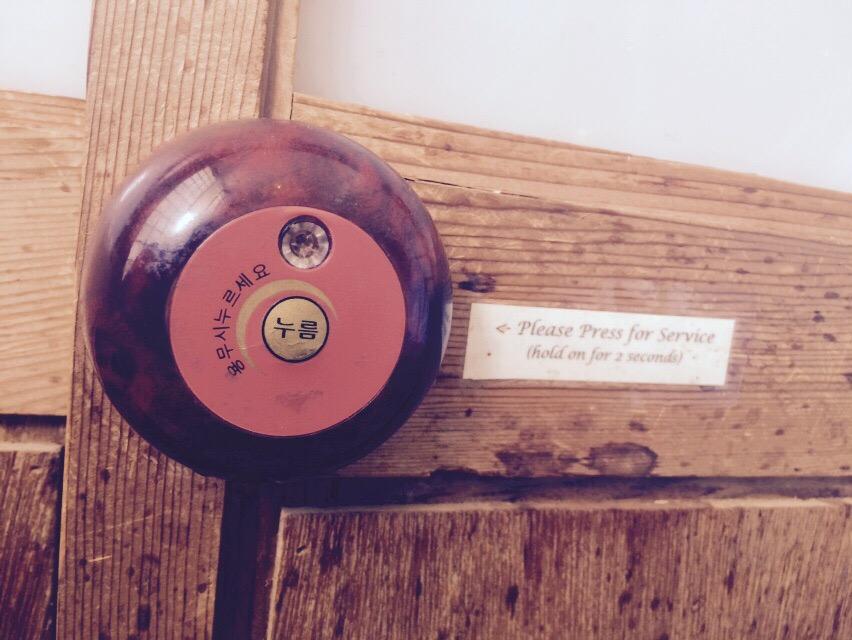 용무시누르세요
누름
← Please Press for Service
(hold on for 2 seconds)